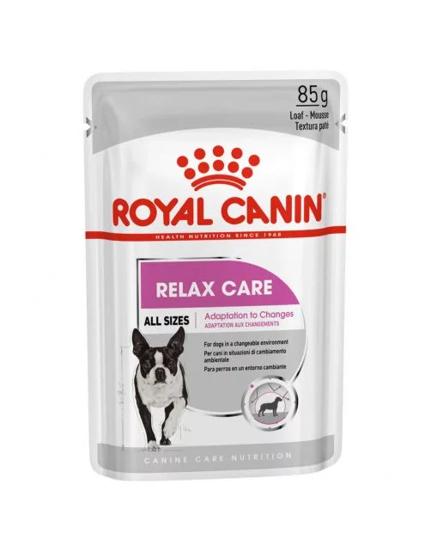 85g
Loaf - Mousse
Textura paté
ROYAL CANIN
HEALTH NUTRITION SINCE 1968
RELAX CARE
ALL SIZES
Adaptation to Changes
ADAPTATION AUX CHANGEMENTS
For dogs in a changeable environment
Per cani in situazioni di cambiamento
ambientale
Para perros en un entorno cambiante
CANINE CARE NUTRITION